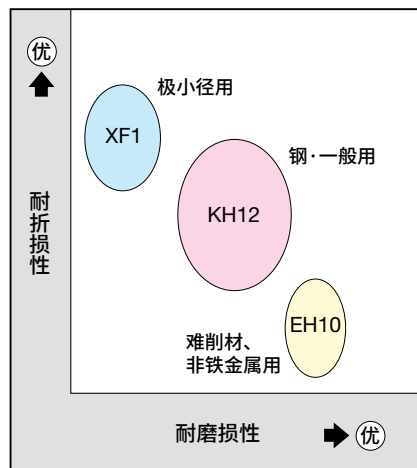 优
极小径用
XF1
钢·一般用
耐折损性
KH12
EH10
难削材、
非铁金属用
耐磨损性
优